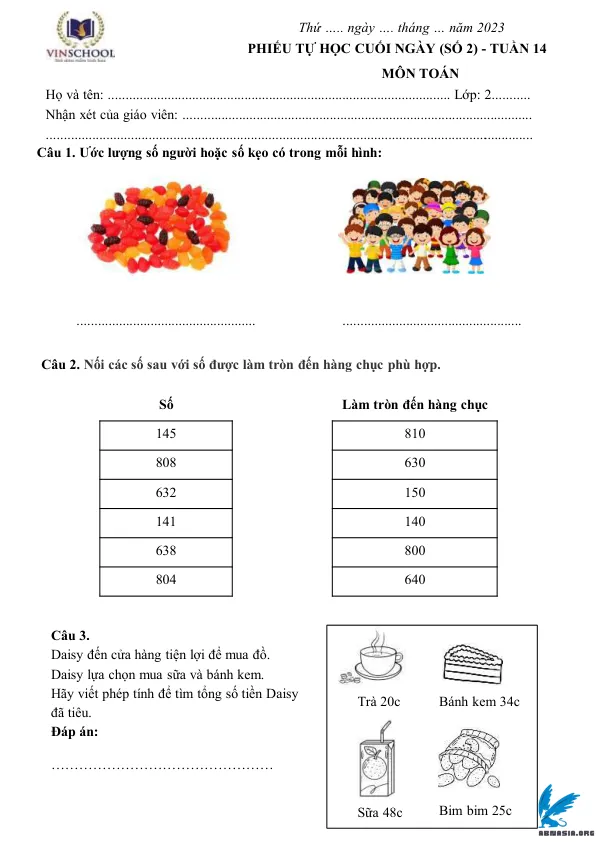 VINSCHOOL
Thứ ..... ngày .... tháng ... năm 2023
PHIẾU TỰ HỌC CUỐI NGÀY (SỐ 2) - TUẦN 14
MÔN TOÁN
Họ và tên: ............................................................................................... Lớp: 2...........
Nhận xét của giáo viên: .................................................................................................
.......................................................................................................................................
Câu 1. Ước lượng số người hoặc số kẹo có trong mỗi hình:
.................................................. ..................................................
Câu 2. Nối các số sau với số được làm tròn đến hàng chục phù hợp.
Số Làm tròn đến hàng chục
145 810
808 630
632 150
141 140
638 800
804 640
Câu 3.
Daisy đến cửa hàng tiện lợi để mua đồ.
Daisy lựa chọn mua sữa và bánh kem.
Hãy viết phép tính để tìm tổng số tiền Daisy
đã tiêu.
Đáp án:
…………………………………………
Trà 20c Bánh kem 34c
Sữa 48c Bim bim 25c
ABMASIA.ORG